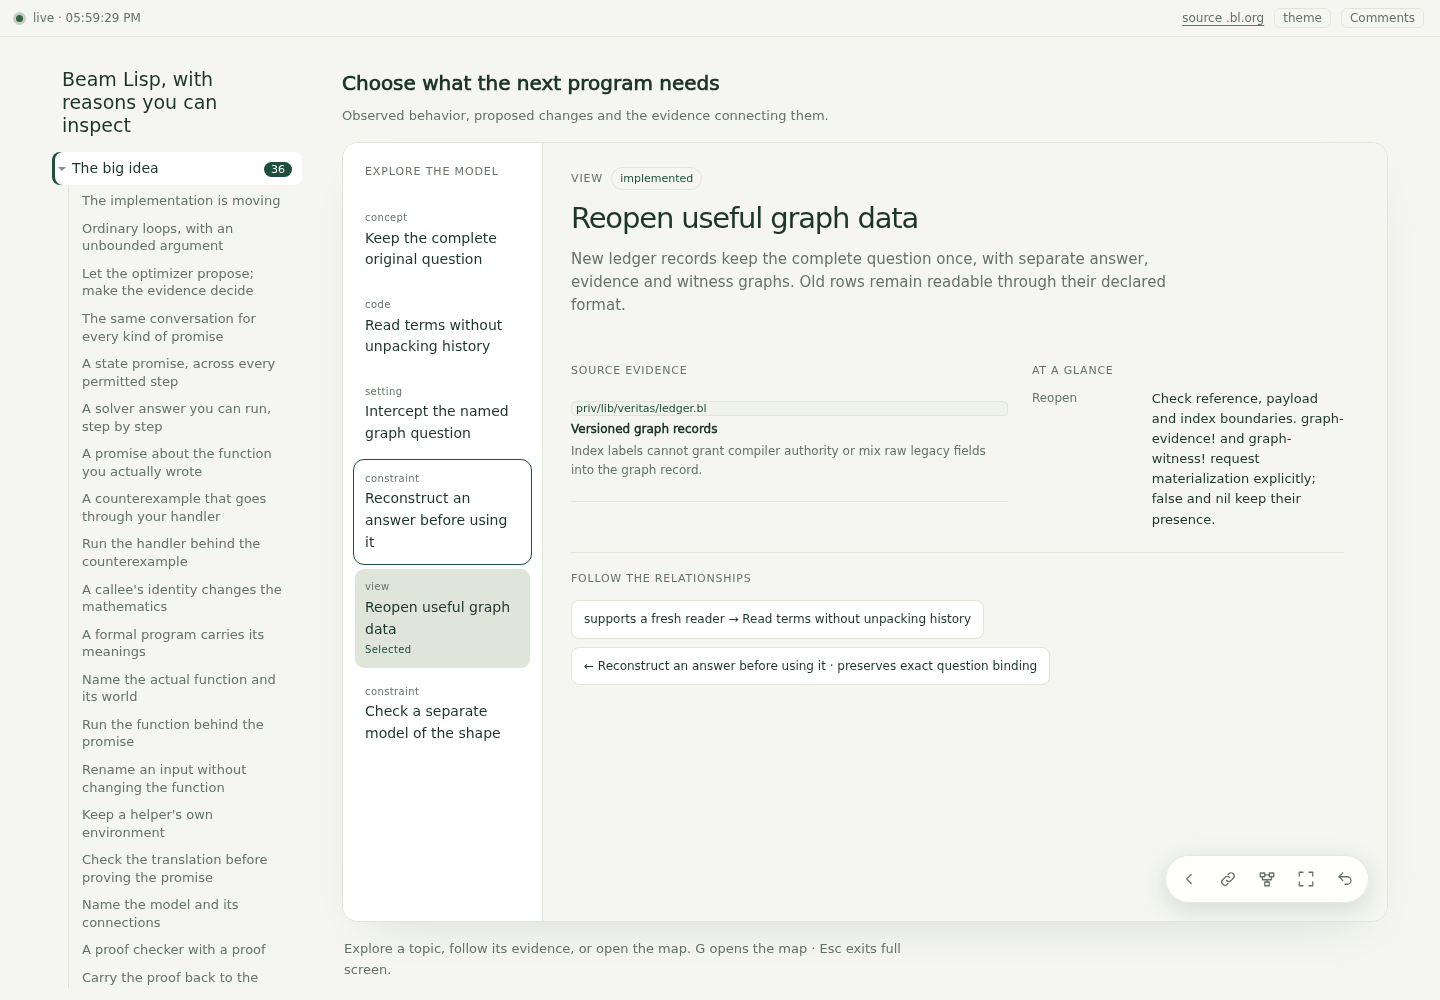 live · 05:59:29 PM
source .bl.org
theme
Comments
Beam Lisp, with
reasons you can
inspect
The big idea
36
The implementation is moving
Ordinary loops, with an
unbounded argument
Let the optimizer propose;
make the evidence decide
The same conversation for
every kind of promise
A state promise, across every
permitted step
A solver answer you can run,
step by step
A promise about the function
you actually wrote
A counterexample that goes
through your handler
Run the handler behind the
counterexample
A callee's identity changes the
mathematics
A formal program carries its
meanings
Name the actual function and
its world
Run the function behind the
promise
Rename an input without
changing the function
Keep a helper's own
environment
Check the translation before
proving the promise
Name the model and its
connections
A proof checker with a proof
Carry the proof back to the
Choose what the next program needs
Observed behavior, proposed changes and the evidence connecting them.
EXPLORE THE MODEL
concept
Keep the complete
original question
code
Read terms without
unpacking history
setting
Intercept the named
graph question
constraint
Reconstruct an
answer before using
it
view
Reopen useful graph
data
Selected
constraint
Check a separate
model of the shape
VIEW
implemented
Reopen useful graph data
New ledger records keep the complete question once, with separate answer,
evidence and witness graphs. Old rows remain readable through their declared
format.
SOURCE EVIDENCE
priv/lib/veritas/ledger.bl
Versioned graph records
Index labels cannot grant compiler authority or mix raw legacy fields
into the graph record.
AT A GLANCE
Reopen
Check reference, payload
and index boundaries. graph-
evidence! and graph-
witness! request
materialization explicitly;
false and nil keep their
presence.
FOLLOW THE RELATIONSHIPS
supports a fresh reader → Read terms without unpacking history
← Reconstruct an answer before using it · preserves exact question binding
Explore a topic, follow its evidence, or open the map. G opens the map · Esc exits full
screen.